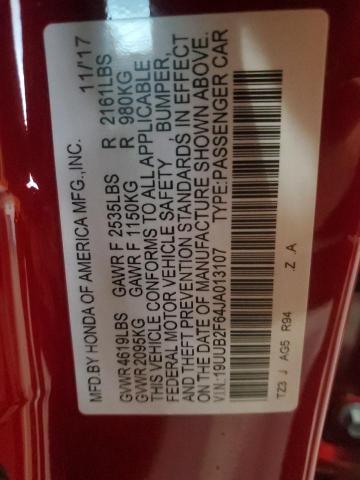 MFD.BY HONDA OF AMERICA MFG.,INC. 11/'17
GVWR 4619LBS GAWR F 2535LBS R 2161LBS
GVWR 2095KG GAWR F 1150KG R 980KG
THIS VEHICLE CONFORMS TO ALL APPLICABLE
FEDERAL MOTOR VEHICLE SAFETY BUMPER,
AND THEFT PREVENTION STANDARDS IN EFFECT
ON THE DATE OF MANUFACTURE SHOWN ABOVE.
V.I.N.:19UUB2F64JA013107 TYPE:PASSENGER CAR
TZ3 J AG5 R94 Z A